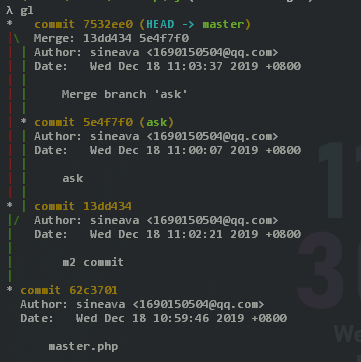 λ gl
*   commit 7532ee0 (HEAD -> master)
|\  Merge: 13dd434 5e4f7f0
| | Author: sineava <1690150504@qq.com>
| | Date:   Wed Dec 18 11:03:37 2019 +0800
| |
| |     Merge branch 'ask'
| |
| * commit 5e4f7f0 (ask)
| | Author: sineava <1690150504@qq.com>
| | Date:   Wed Dec 18 11:00:07 2019 +0800
| |
| |     ask
| |
* | commit 13dd434
|/  Author: sineava <1690150504@qq.com>
|   Date:   Wed Dec 18 11:02:21 2019 +0800
|
|       m2 commit
|
* commit 62c3701
  Author: sineava <1690150504@qq.com>
  Date:   Wed Dec 18 10:59:46 2019 +0800

      master.php